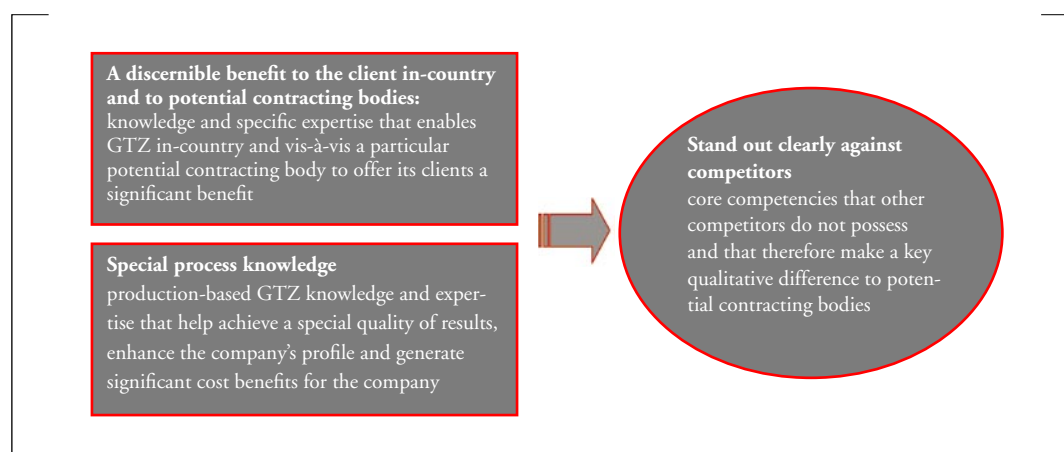 A discernible benefit to the client in-country
and to potential contracting bodies:
knowledge and specific expertise that enables
GTZ in-country and vis-à-vis a particular
potential contracting body to offer its clients a
significant benefit
Special process knowledge
production-based GTZ knowledge and exper-
tise that help achieve a special quality of results,
enhance the company's profile and generate
significant cost benefits for the company
Stand out clearly against
competitors
core competencies that other
competitors do not possess
and that therefore make a key
qualitative difference to poten-
tial contracting bodies